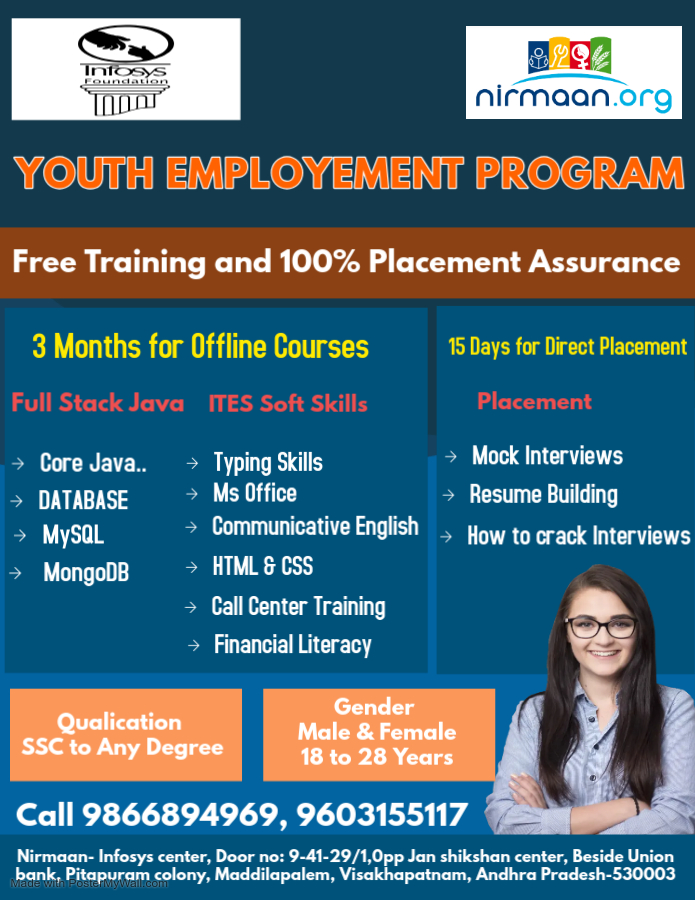 Infosys
Foundation
nirmaan.org
YOUTH EMPLOYEMENT PROGRAM
Free Training and 100% Placement Assurance
3 Months for Offline Courses
Full Stack Java
Core Java..
DATABASE
MySQL
MongoDB
ITES Soft Skills
Typing Skills
Ms Office
Communicative English
HTML & CSS
Call Center Training
Financial Literacy
15 Days for Direct Placement
Placement
Mock Interviews
Resume Building
How to crack Interviews
Qualication
SSC to Any Degree
Gender
Male & Female
18 to 28 Years
Call 9866894969, 9603155117
Nirmaan- Infosys center, Door no: 9-41-29/1,0pp Jan shikshan center, Beside Union
bank, Pitapuram colony, Maddilapalem, Visakhapatnam, Andhra Pradesh-530003
Made with PosterMyWall.com